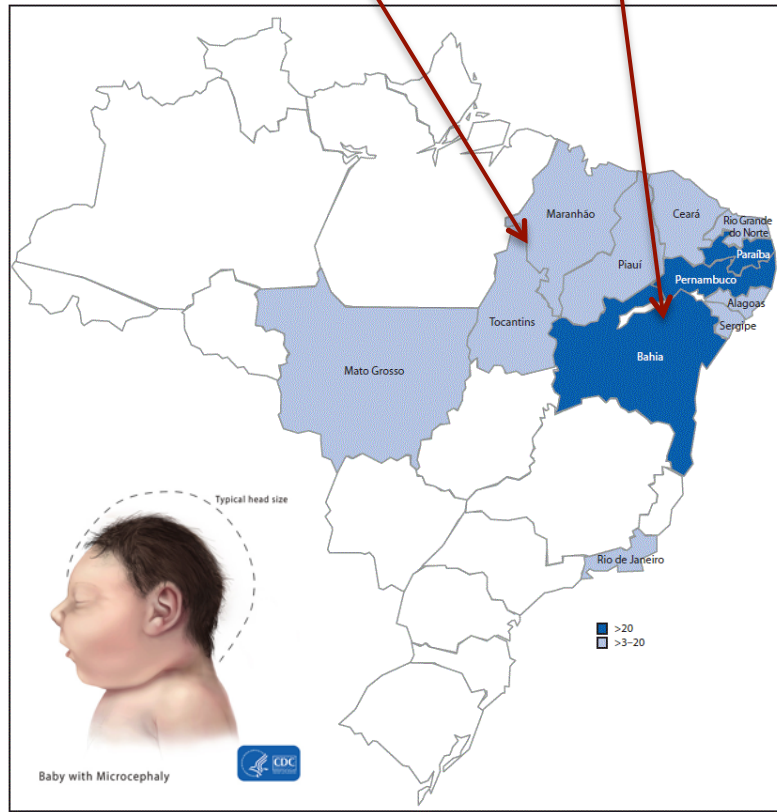 Maranhão
Ceará
Rio Grande
do Norte
Paraíba
Piauí
Pernambuco
Alagoas
Sergipe
Tocantins
Bahia
Mato Grosso
Typical head size
Rio de Janeiro
>20
>3–20
CDC
Baby with Microcephaly